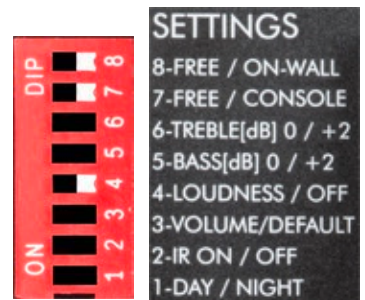 DIP
ON
8
7
6
5
4
3
2
1
SETTINGS
8-FREE / ON-WALL
7-FREE / CONSOLE
6-TREBLE[dB] 0 / +2
5-BASS[dB] 0 / +2
4-LOUDNESS / OFF
3-VOLUME/DEFAULT
2-IR ON / OFF
1-DAY / NIGHT